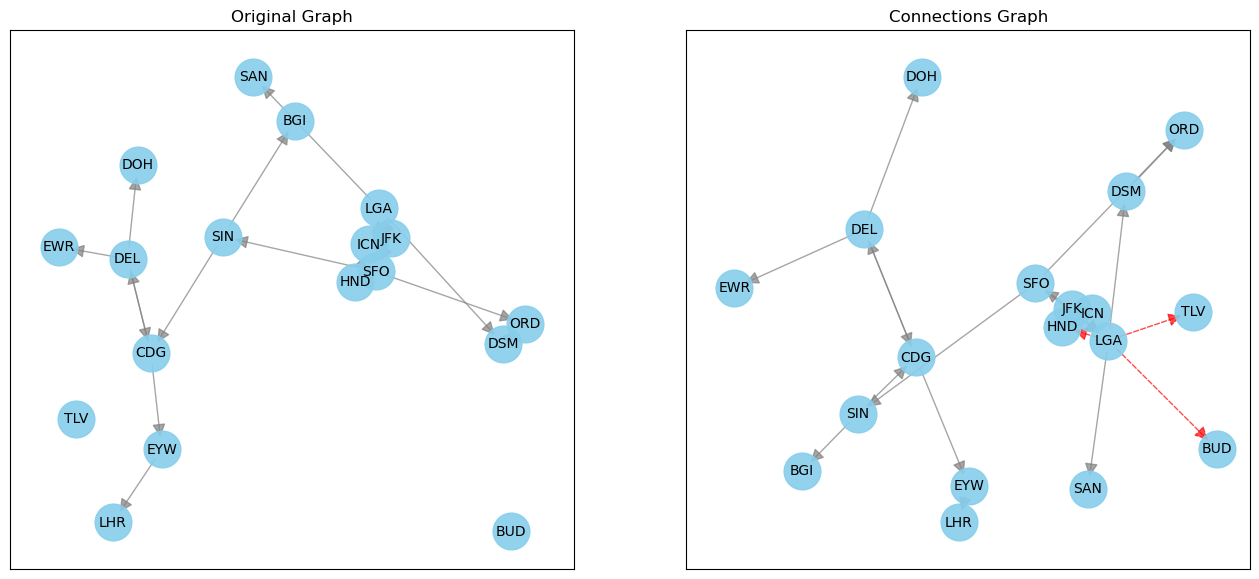 Original Graph
SAN
BGI
DOH
LGA
SIN
JFK
ICN
EWR
DEL
SFO
HND
ORD
DSM
CDG
TLV
EYW
LHR
BUD
Connections Graph
DOH
ORD
DSM
DEL
SFO
EWR
JFK
ICN
TLV
HND
LGA
CDG
SIN
BUD
BGI
EYW
SAN
LHR